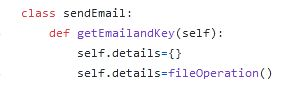 class sendEmail:
    def getEmailandKey(self):
        self.details={}
        self.details=fileOperation()